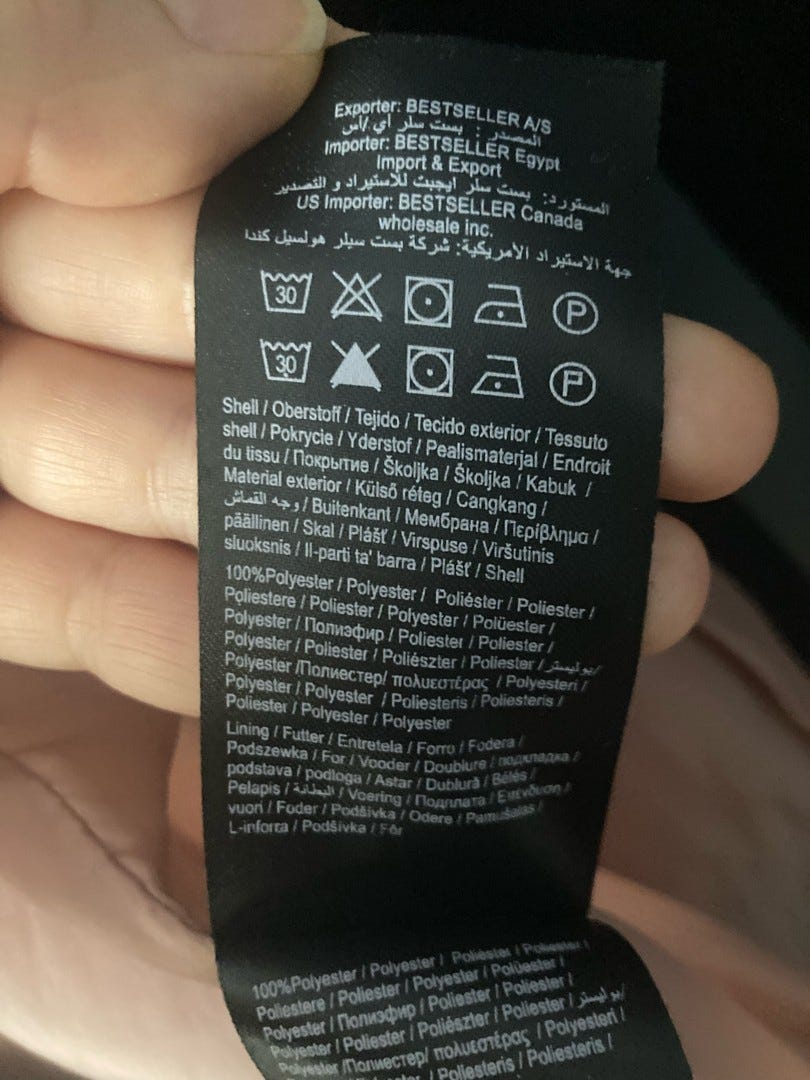 Exporter: BESTSELLER A/S
المصدر : بست سلر اي /اس
Importer: BESTSELLER Egypt
Import & Export
المستورد: بست سلر ايجبت للأستيراد و التصدير
US Importer: BESTSELLER Canada
wholesale inc.
جهة الاستيراد الأمريكية: شركة بست سيلر هولسيل كندا
30 P
30 P
Shell / Oberstoff / Tejido / Tecido exterior / Tessuto
shell / Pokrycie / Yderstof / Pealismaterjal / Endroit
du tissu / Покрытие / Školjka / Školjka / Kabuk /
Material exterior / Külső réteg / Cangkang /
وجه القماش / Buitenkant / Мембрана / Περίβλημα /
päällinen / Skal / Plášť / Virspuse / Viršutinis
sluoksnis / Il-parti ta' barra / Plášť / Shell
100%Polyester / Polyester / Poliéster / Poliester /
Poliestere / Poliester / Polyester / Polüester /
Polyester / Полиэфир / Poliester / Poliester /
Polyester / Poliester / Poliészter / Poliester / بوليستر/
Polyester /Полиестер/ πολυεστέρας / Polyesteri /
Polyester / Polyester / Poliesteris / Poliesteris /
Poliester / Polyester / Polyester
Lining / Futter / Entretela / Forro / Fodera /
Podszewka / For / Vooder / Doublure / подкладка /
podstava / podloga / Astar / Dublură / Bélés /
Pelapis / البطانة / Voering / Подплата / Επένδυση /
vuori / Foder / Podšívka / Odere / Pamušalas /
L-inforra / Podšívka / Fór
100%Polyester / Polyester / Poliéster / Poliester /
Poliestere / Poliester / Polyester / Polüester /
Polyester / Полиэфир / Poliester / Poliester /
Polyester / Poliester / Poliészter / Poliester / بوليستر/
Polyester /Полиестер/ πολυεστέρας / Polyesteri /
Polyester / Poliesteris / Poliesteris /